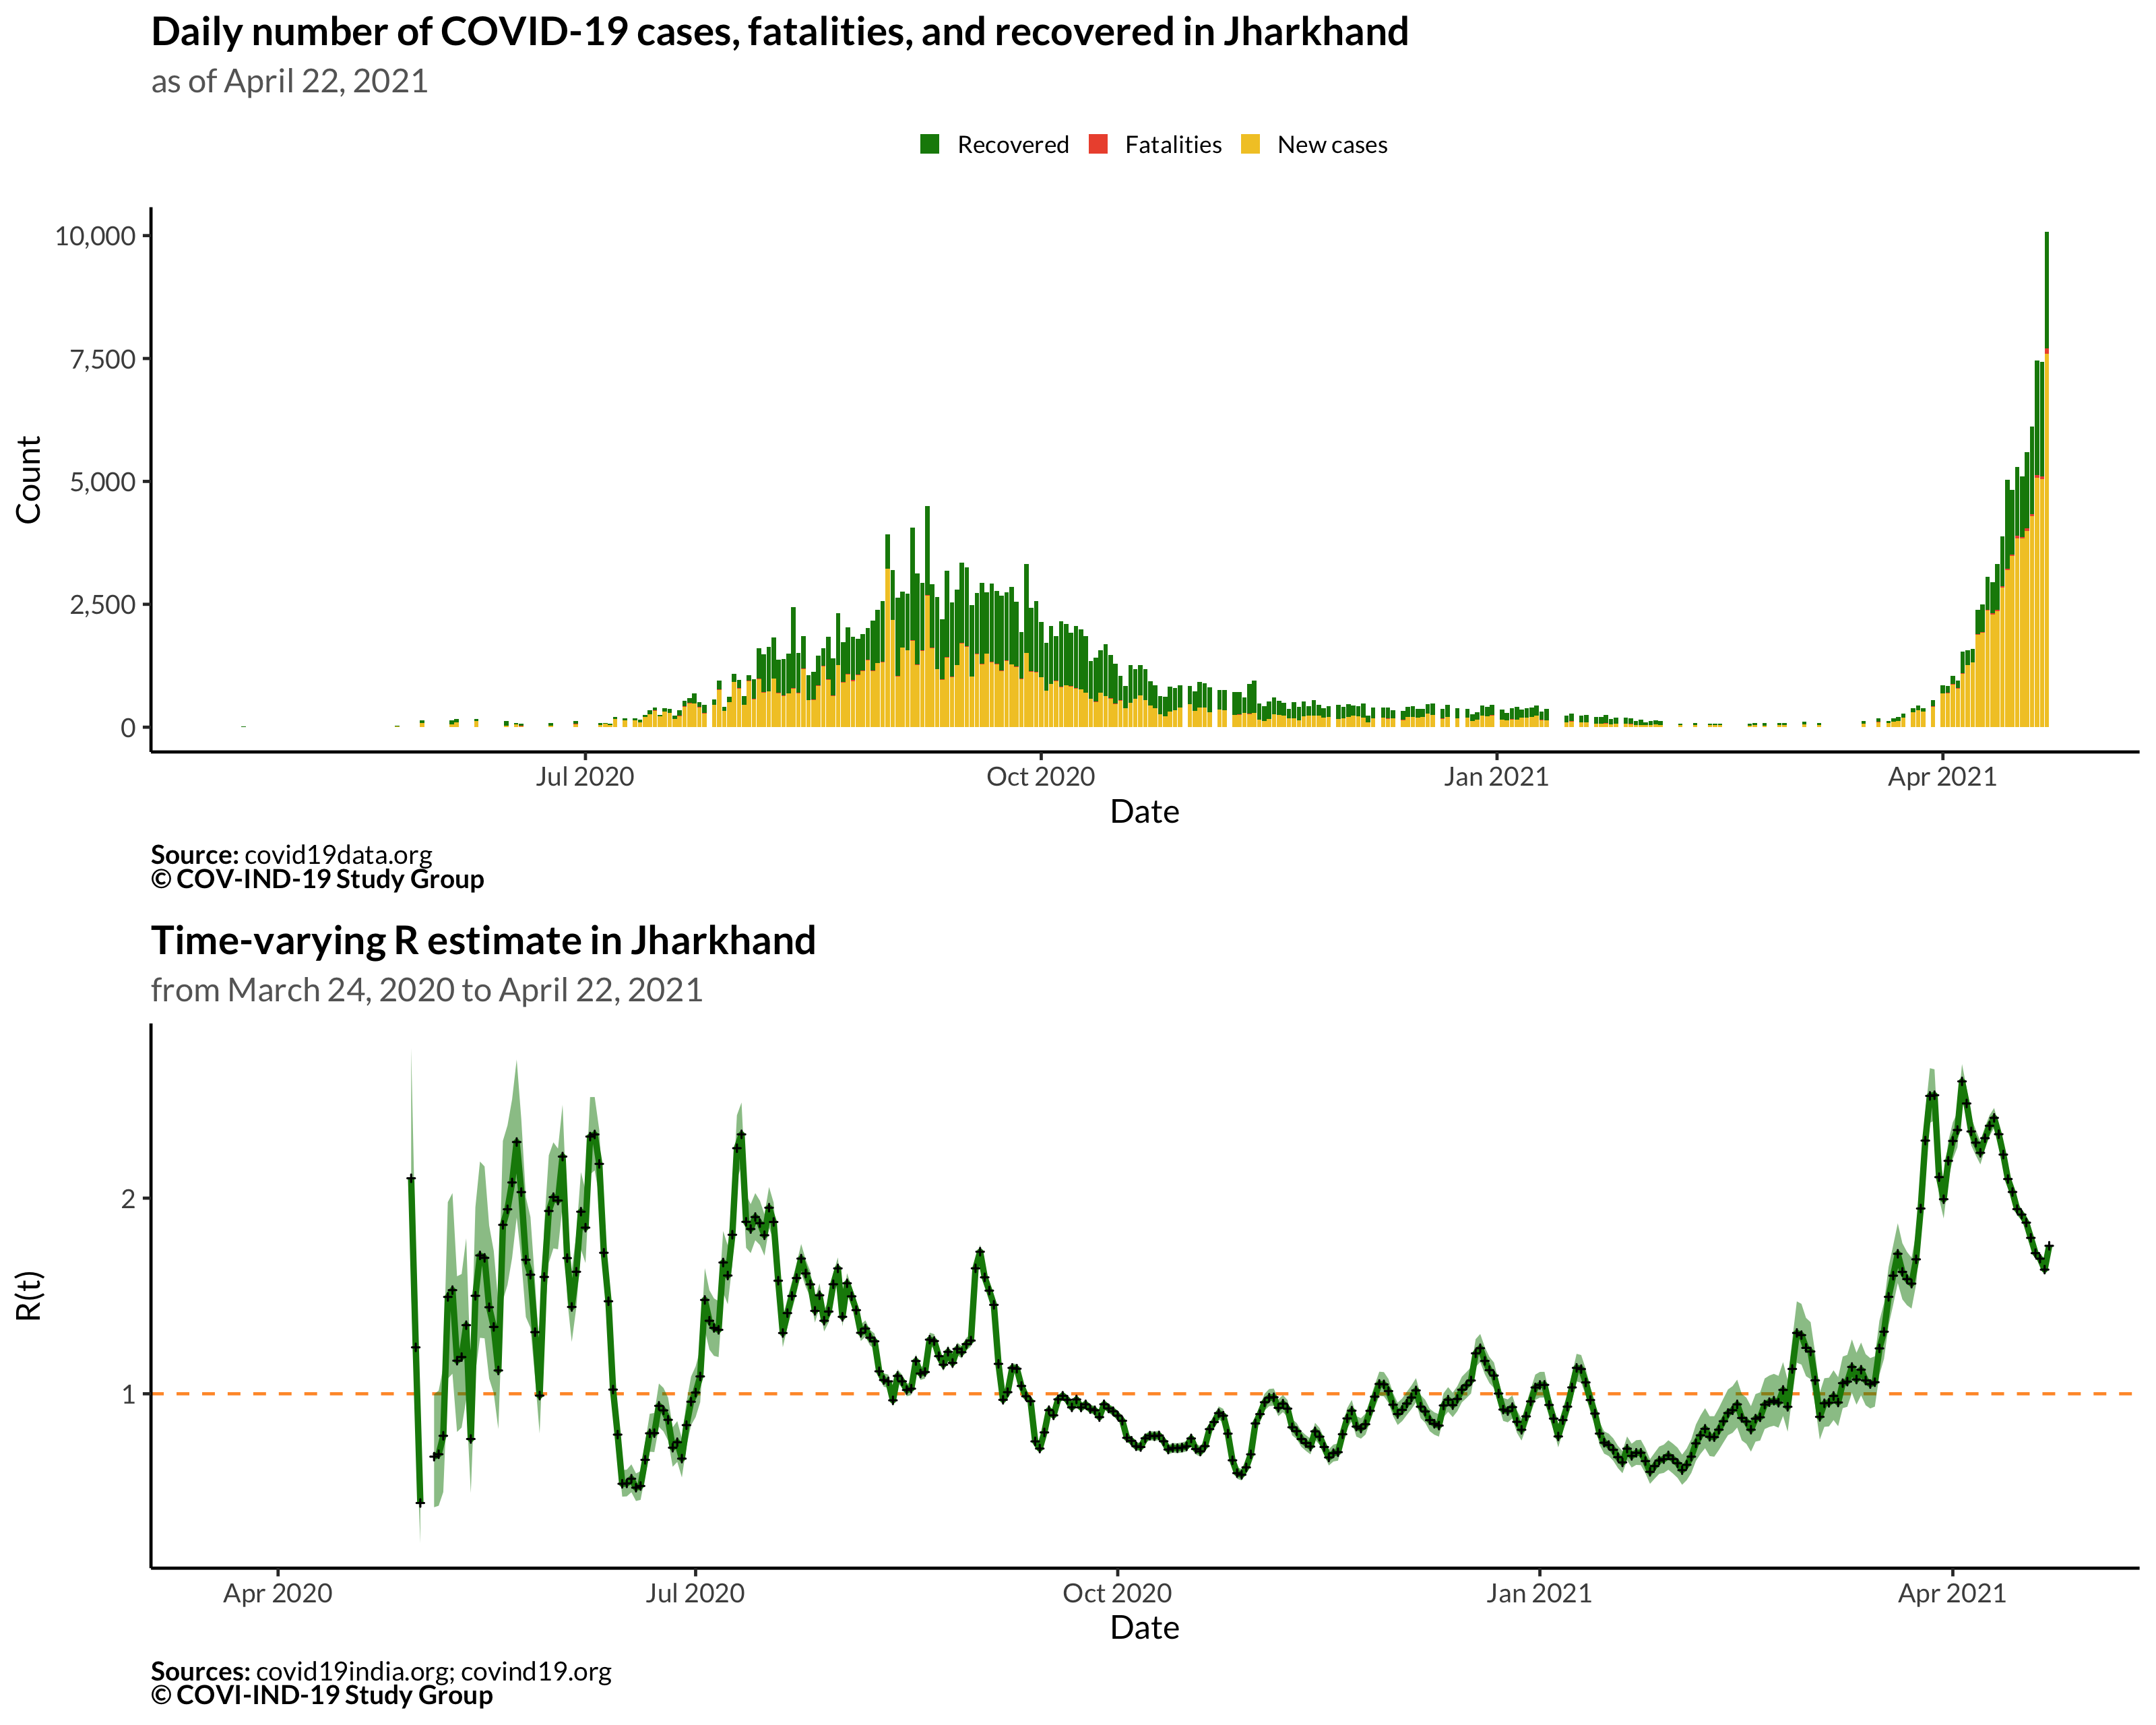 Daily number of COVID-19 cases, fatalities, and recovered in Jharkhand
as of April 22, 2021
Recovered Fatalities New cases
10,000
7,500
5,000
2,500
0
Count
Jul 2020 Oct 2020 Jan 2021 Apr 2021
Date
Source: covid19data.org
© COV-IND-19 Study Group
Time-varying R estimate in Jharkhand
from March 24, 2020 to April 22, 2021
2
1
R(t)
Apr 2020 Jul 2020 Oct 2020 Jan 2021 Apr 2021
Date
Sources: covid19india.org; covind19.org
© COVI-IND-19 Study Group